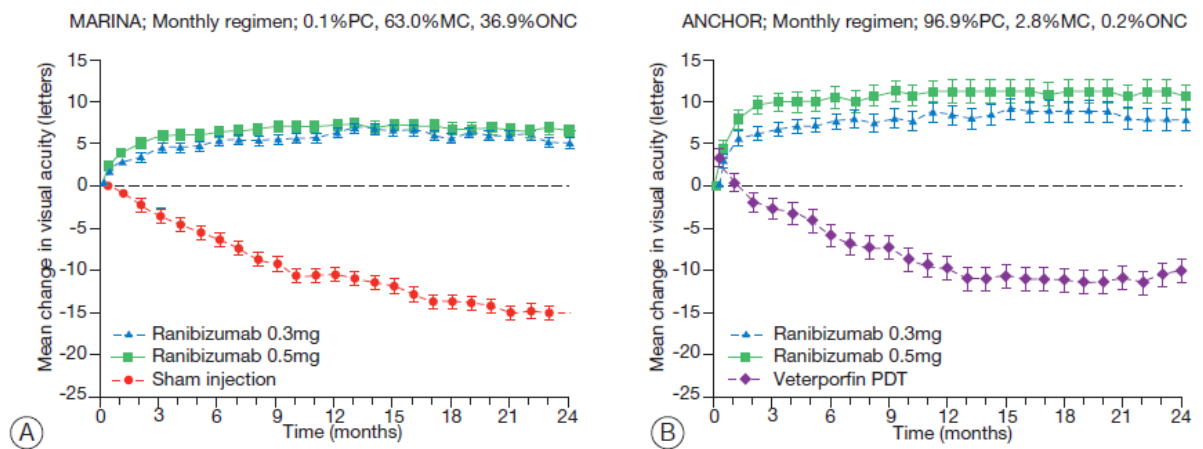 MARINA; Monthly regimen; 0.1%PC, 63.0%MC, 36.9%ONC
Mean change in visual acuity (letters)
15
10
5
0
-5
-10
-15
-20
-25
Ranibizumab 0.3mg
Ranibizumab 0.5mg
Sham injection
0 3 6 9 12 15 18 21 24
Time (months)
A
ANCHOR; Monthly regimen; 96.9%PC, 2.8%MC, 0.2%ONC
Mean change in visual acuity (letters)
15
10
5
0
-5
-10
-15
-20
-25
Ranibizumab 0.3mg
Ranibizumab 0.5mg
Veterporfin PDT
0 3 6 9 12 15 18 21 24
Time (months)
B